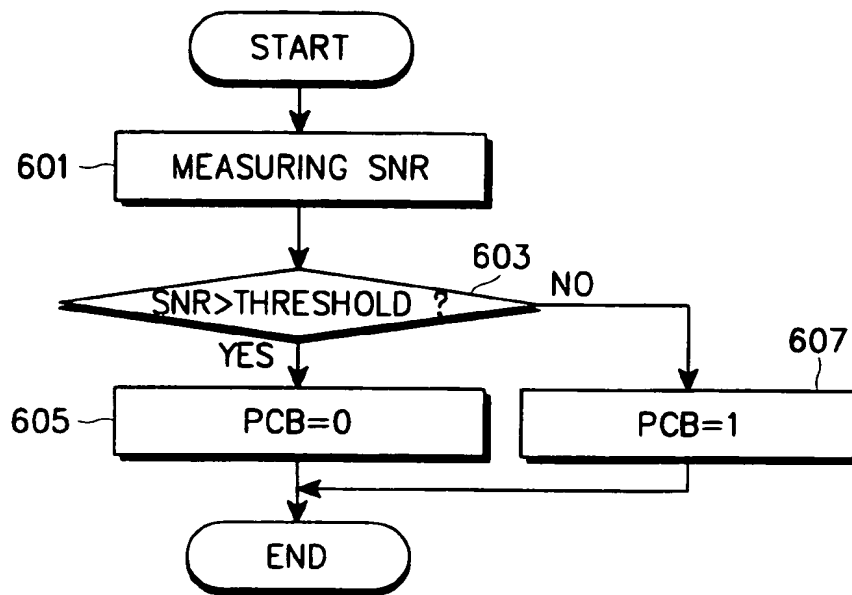 START
601
MEASURING SNR
603
SNR>THRESHOLD ?
NO
YES
607
605
PCB=0
PCB=1
END